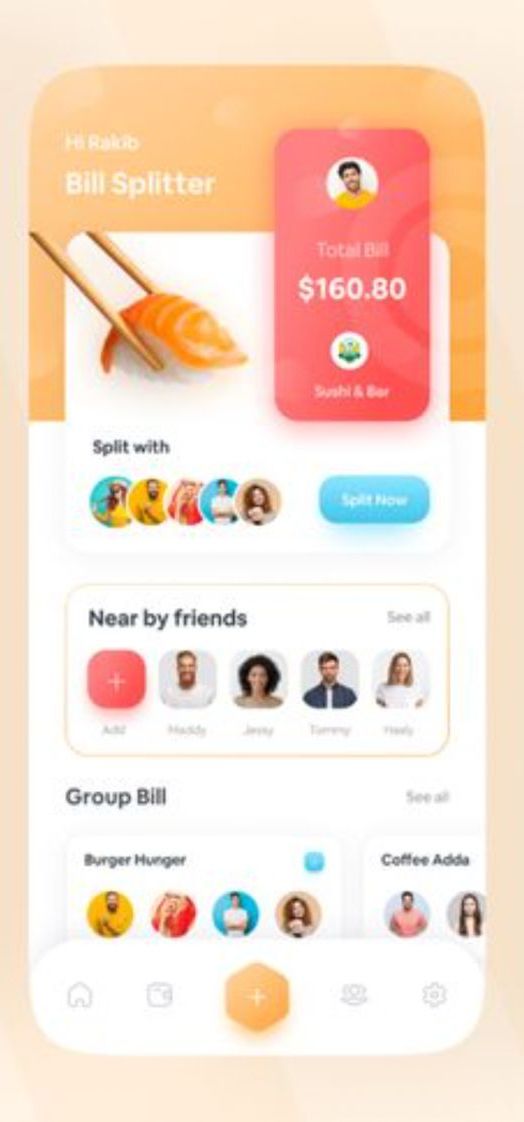 Hi Rakib
Bill Splitter
Total Bill
$160.80
Sushi & Bar
Split with
Split Now
Near by friends
See all
Add
Maddy
Jessy
Tommy
Group Bill
See all
Burger Hunger
Coffee Adda